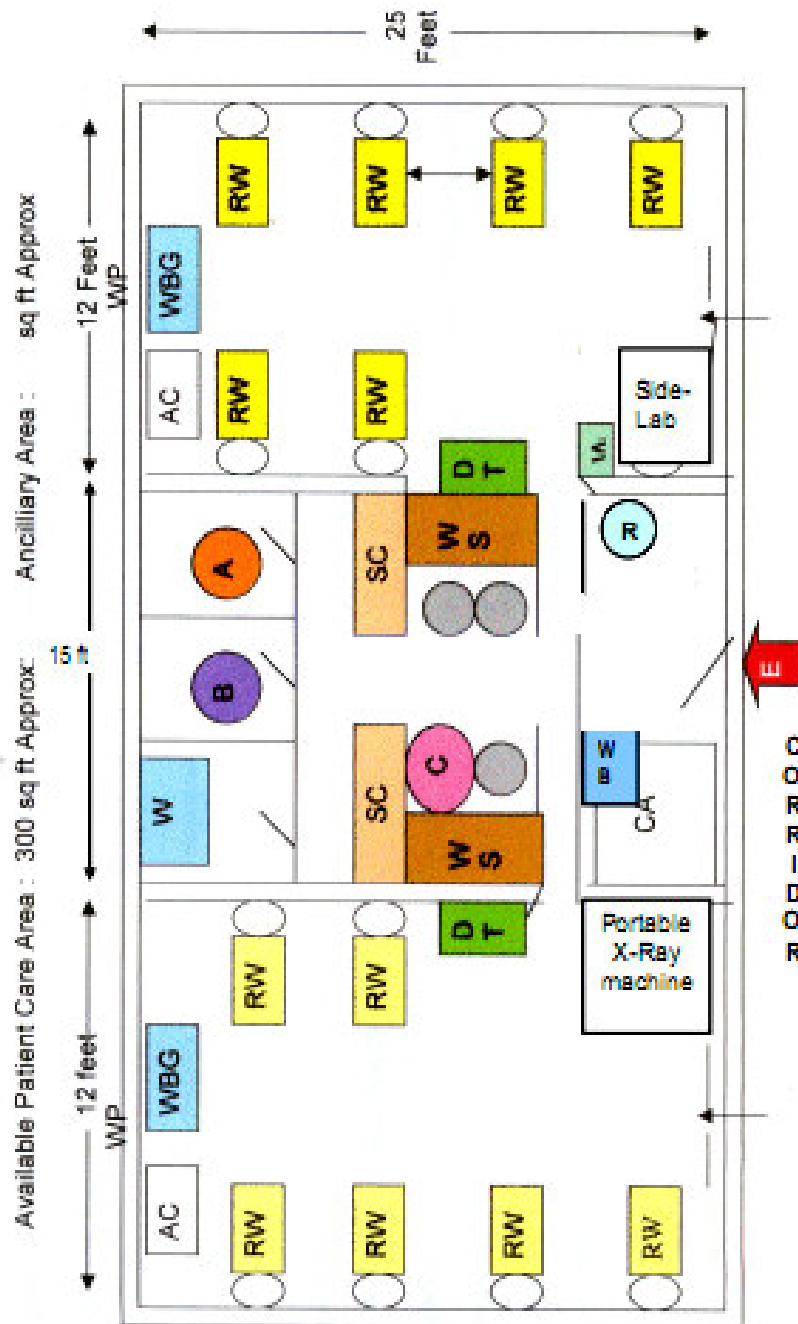 Available Patient Care Area : 300 sq ft Approx: Ancilliary Area : sq ft Approx
12 feet
15 ft
12 Feet
25
Feet
WP
WP
AC
WBG
W
B
A
AC
WBG
RW
RW
RW
RW
RW
RW
RW
RW
RW
RW
RW
RW
SC
SC
C
W S
W S
D T
D T
W
Portable
X-Ray
machine
CA
W
B
R
Side-
Lab
E
C
O
R
R
I
D
O
R